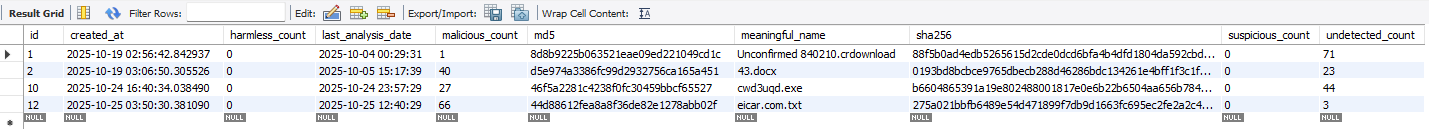 Result Grid Filter Rows: Edit: Export/Import: Wrap Cell Content: IA
id created_at harmless_count last_analysis_date malicious_count md5 meaningful_name sha256 suspicious_count undetected_count
1 2025-10-19 02:56:42.842937 0 2025-10-04 00:29:31 1 8d8b9225b063521eae09ed221049cd1c Unconfirmed 840210.crdownload 88f5b0ad4edb5265615d2cde0dcd6bfa4b4dfd1804da592cbd... 0 71
2 2025-10-19 03:06:50.305526 0 2025-10-05 15:17:39 40 d5e974a3386fc99d2932756ca165a451 43.docx 0193bd8bcbce9765dbecb288d46286bdc134261e4bff1f3c1f... 0 23
10 2025-10-24 16:40:34.038490 0 2025-10-24 23:57:29 27 46f5a2281c4238f0fc30459bbcf65527 cwd3uqd.exe b6604865391a19e802488001817e0e6b22b6504aa656b784... 0 44
12 2025-10-25 03:50:30.381090 0 2025-10-25 12:40:29 66 44d88612fea8a8f36de82e1278abb02f eicar.com.txt 275a021bbfb6489e54d471899f7db9d1663fc695ec2fe2a2c4... 0 3
NULL NULL NULL NULL NULL NULL NULL NULL NULL NULL